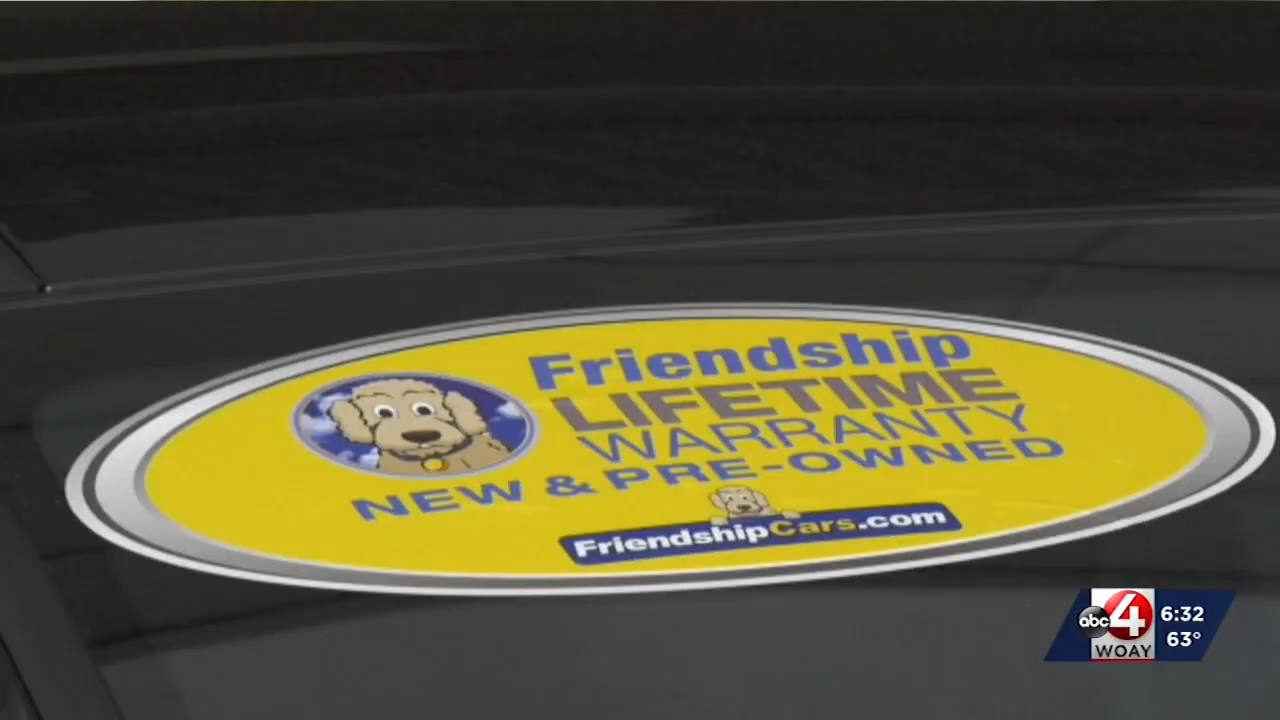 Friendship
LIFETIME
WARRANTY
NEW & PRE-OWNED
FriendshipCars.com
abc 4
WOAY
6:32
63°